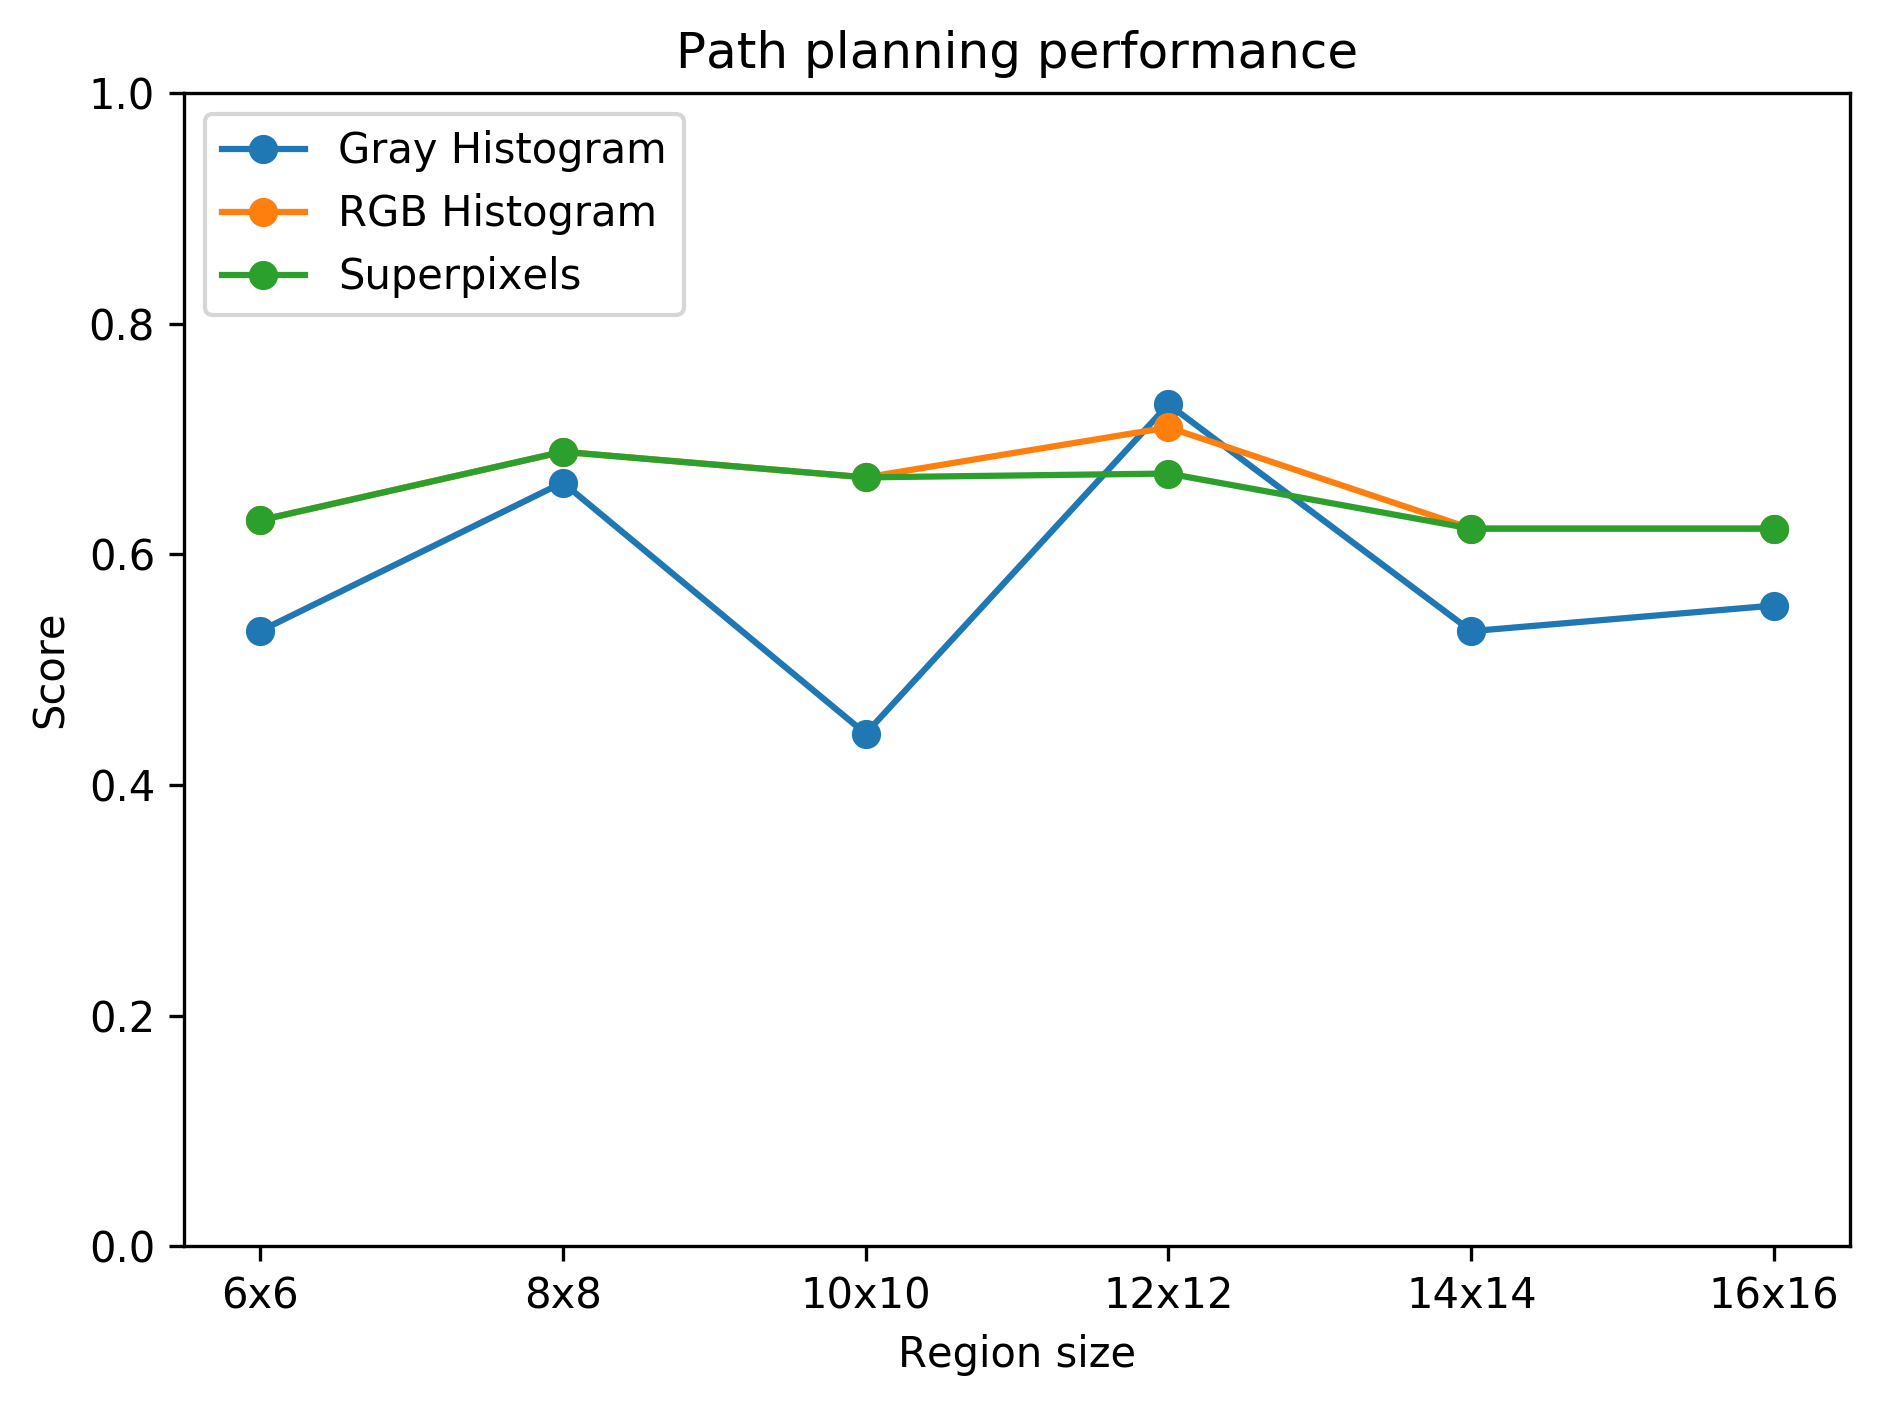 Path planning performance
1.0
0.8
0.6
0.4
0.2
0.0
Score
Gray Histogram
RGB Histogram
Superpixels
6x6 8x8 10x10 12x12 14x14 16x16
Region size